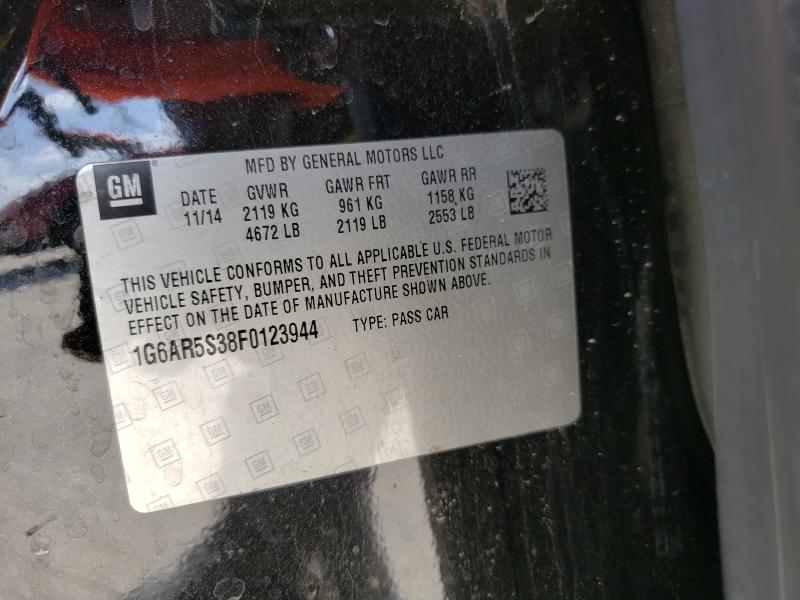 MFD BY GENERAL MOTORS LLC
GM®
DATE GVWR GAWR FRT GAWR RR
11/14 2119 KG 961 KG 1158 KG
4672 LB 2119 LB 2553 LB
THIS VEHICLE CONFORMS TO ALL APPLICABLE U.S. FEDERAL MOTOR
VEHICLE SAFETY, BUMPER, AND THEFT PREVENTION STANDARDS IN
EFFECT ON THE DATE OF MANUFACTURE SHOWN ABOVE.
1G6AR5S38F0123944 TYPE: PASS CAR